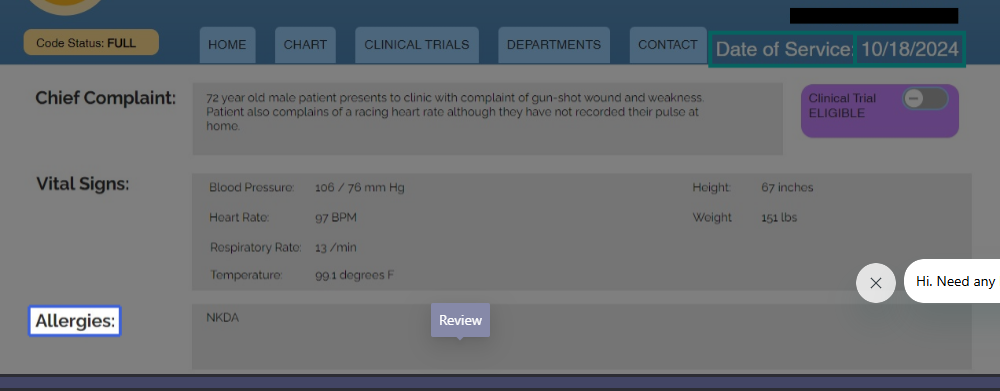 Code Status: FULL
HOME
CHART
CLINICAL TRIALS
DEPARTMENTS
CONTACT
Date of Service: 10/18/2024
Chief Complaint:
72 year old male patient presents to clinic with complaint of gun-shot wound and weakness.
Patient also complains of a racing heart rate although they have not recorded their pulse at
home.
Clinical Trial
ELIGIBLE
Vital Signs:
Blood Pressure: 106 / 76 mm Hg
Height: 67 inches
Heart Rate: 97 BPM
Weight 151 lbs
Respiratory Rate: 13 /min
Temperature: 99.1 degrees F
Hi. Need any
Allergies:
NKDA
Review